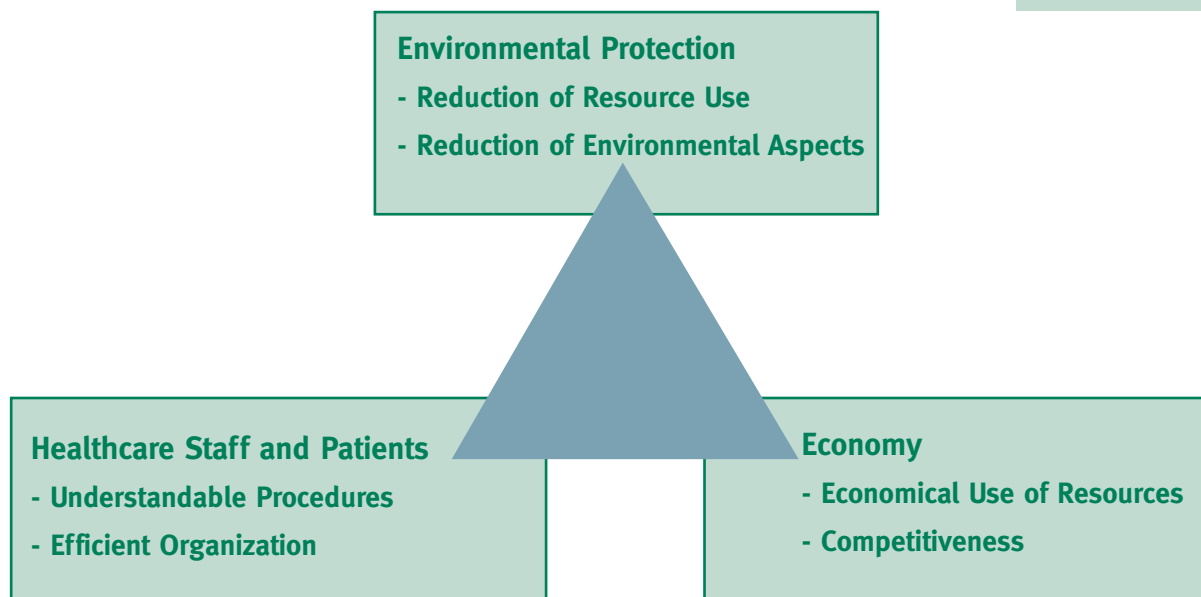 Environmental Protection
- Reduction of Resource Use
- Reduction of Environmental Aspects
Healthcare Staff and Patients
- Understandable Procedures
- Efficient Organization
Economy
- Economical Use of Resources
- Competitiveness